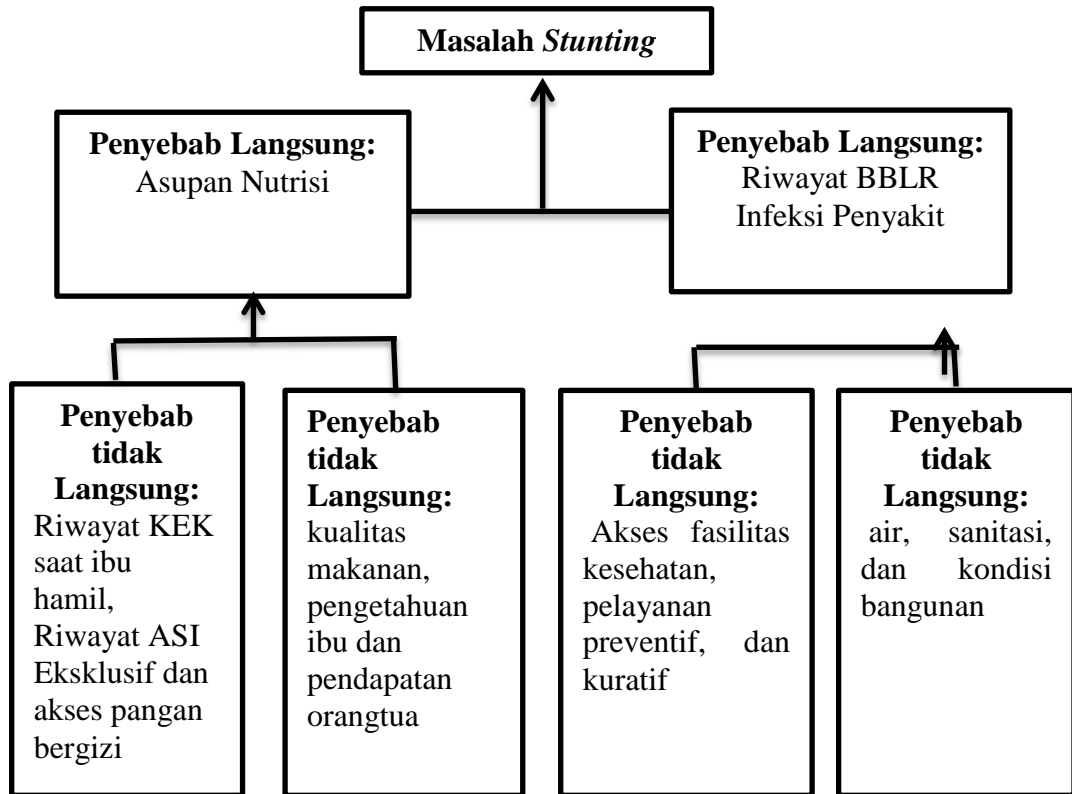 Masalah Stunting
Penyebab Langsung:
Asupan Nutrisi
Penyebab Langsung:
Riwayat BBLR
Infeksi Penyakit
Penyebab
tidak
Langsung:
Riwayat KEK
saat ibu
hamil,
Riwayat ASI
Eksklusif dan
akses pangan
bergizi
Penyebab
tidak
Langsung:
kualitas
makanan,
pengetahuan
ibu dan
pendapatan
orangtua
Penyebab
tidak
Langsung:
Akses fasilitas
kesehatan,
pelayanan
preventif, dan
kuratif
Penyebab
tidak
Langsung:
air, sanitasi,
dan kondisi
bangunan